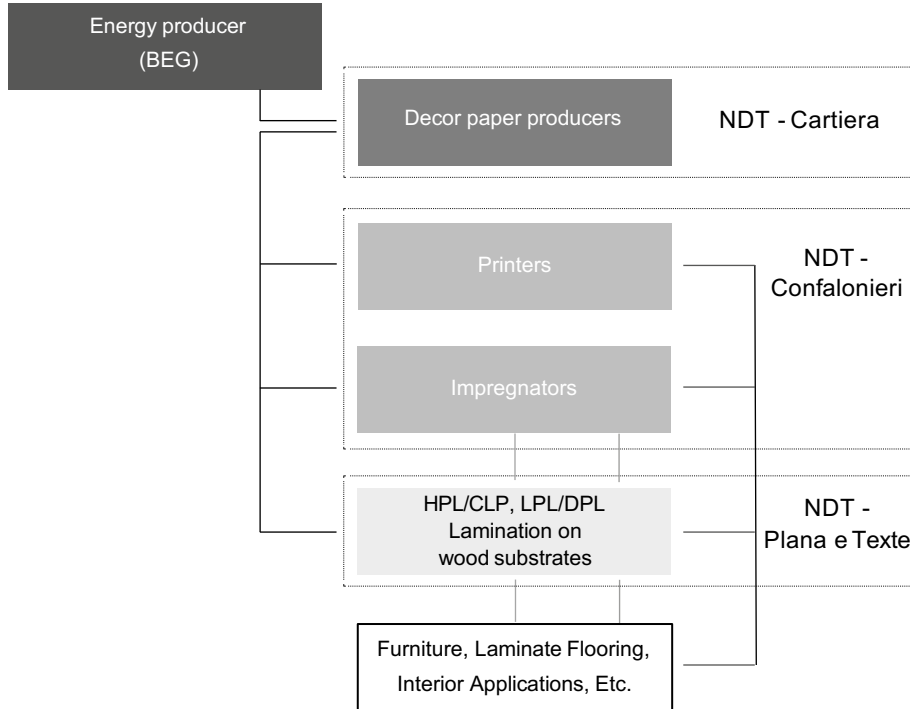 Energy producer
(BEG)
Decor paper producers
NDT - Cartiera
Printers
NDT -
Confalonieri
Impregnators
HPL/CLP, LPL/DPL
Lamination on
wood substrates
NDT -
Plana e Texte
Furniture, Laminate Flooring,
Interior Applications, Etc.